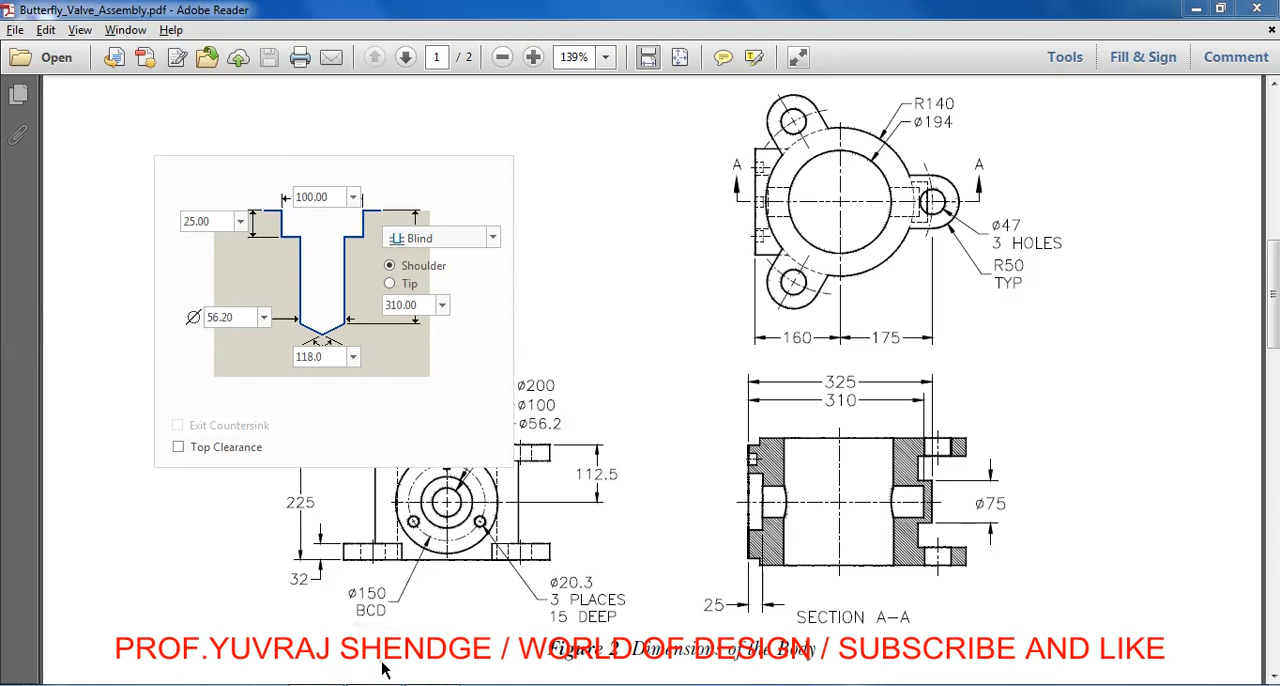 Butterfly_Valve_Assembly.pdf - Adobe Reader
File Edit View Window Help
Open 1 / 2 139% Tools Fill & Sign Comment
R140
ø194
A A
ø47
3 HOLES
R50
TYP
160 175
100.00
25.00
Blind
Shoulder
Tip
310.00
56.20
118.0
Exit Countersink
Top Clearance
ø200
ø100
ø56.2
112.5
225
32
ø150
BCD
ø20.3
3 PLACES
15 DEEP
325
310
ø75
25
SECTION A-A
Figure 2 Dimensions of the Body
PROF.YUVRAJ SHENDGE / WORLD OF DESIGN / SUBSCRIBE AND LIKE